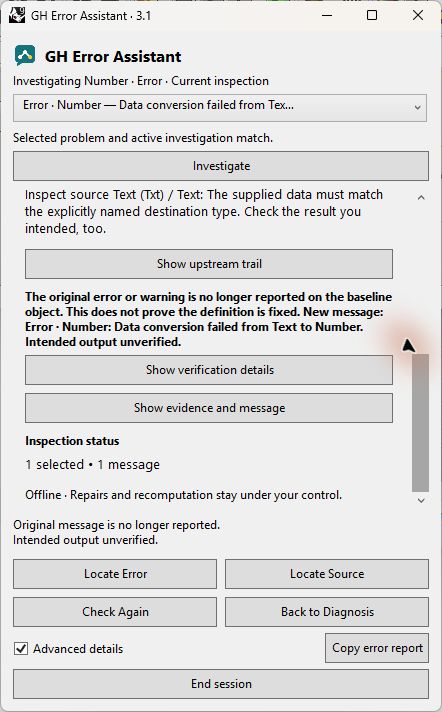 GH Error Assistant · 3.1
GH Error Assistant
Investigating Number · Error · Current inspection
Error · Number — Data conversion failed from Tex...
Selected problem and active investigation match.
Investigate
Inspect source Text (Txt) / Text: The supplied data must match
the explicitly named destination type. Check the result you
intended, too.
Show upstream trail
The original error or warning is no longer reported on the baseline
object. This does not prove the definition is fixed. New message:
Error · Number: Data conversion failed from Text to Number.
Intended output unverified.
Show verification details
Show evidence and message
Inspection status
1 selected • 1 message
Offline · Repairs and recomputation stay under your control.
Original message is no longer reported.
Intended output unverified.
Locate Error
Locate Source
Check Again
Back to Diagnosis
Advanced details
Copy error report
End session